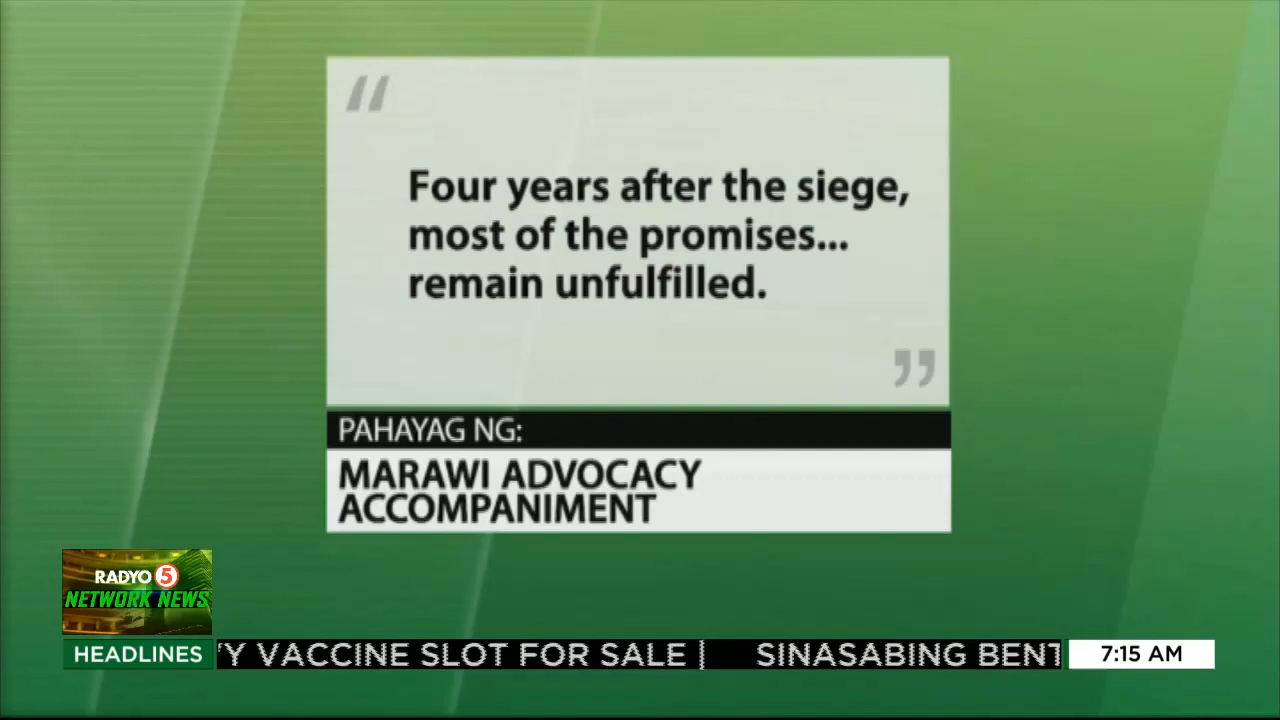 “
Four years after the siege,
most of the promises...
remain unfulfilled.
”
PAHAYAG NG:
MARAWI ADVOCACY
ACCOMPANIMENT
RADYO 5
NETWORK NEWS
HEADLINES
VACCINE SLOT FOR SALE | SINASABING
7:15 AM